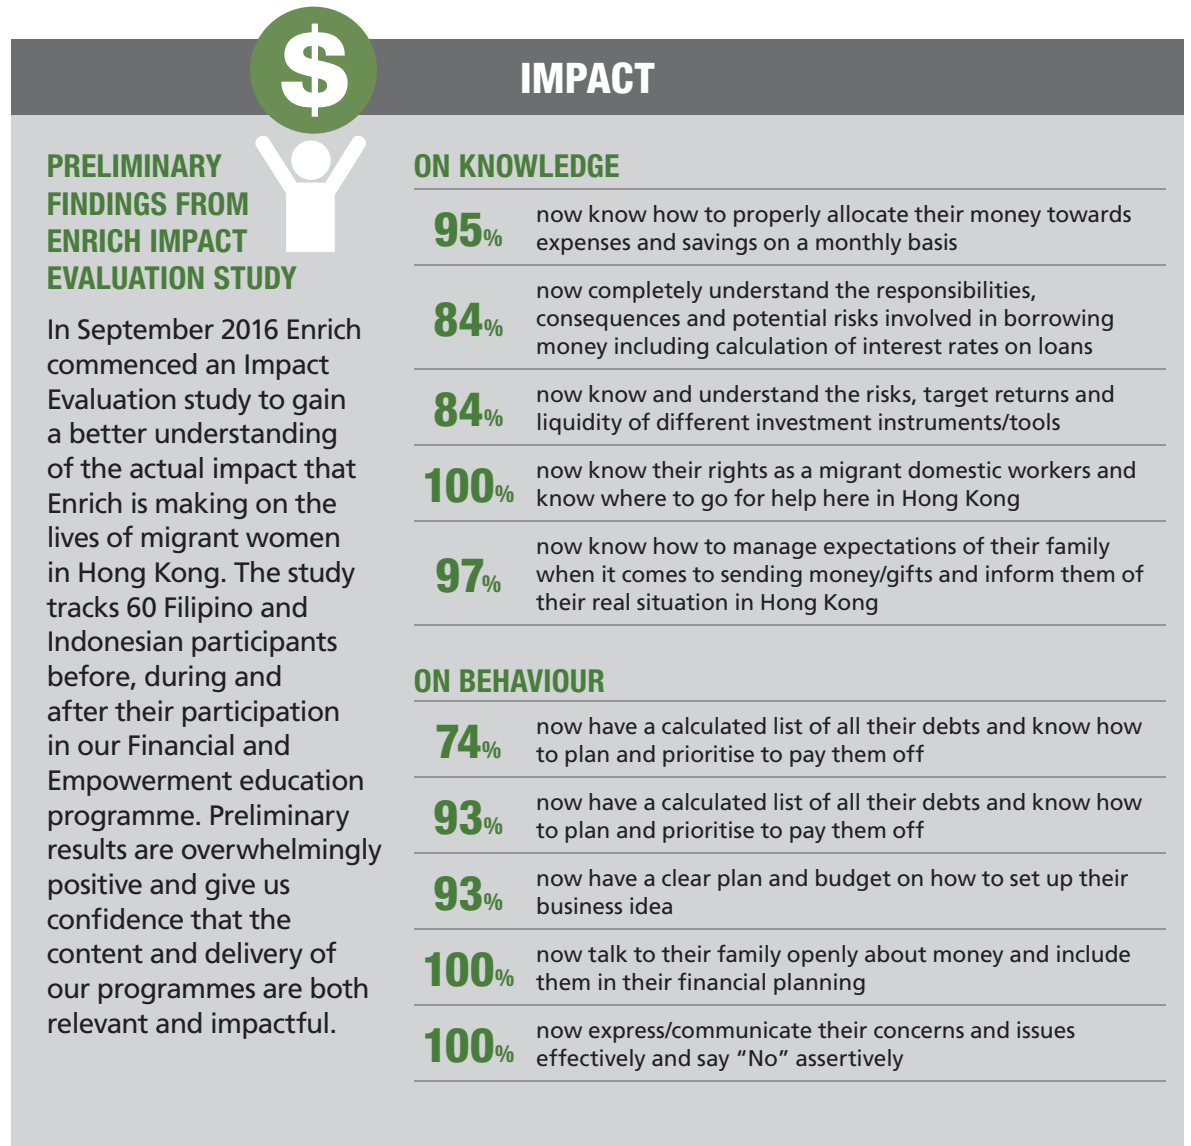 $
IMPACT
PRELIMINARY
FINDINGS FROM
ENRICH IMPACT
EVALUATION STUDY
In September 2016 Enrich
commenced an Impact
Evaluation study to gain
a better understanding
of the actual impact that
Enrich is making on the
lives of migrant women
in Hong Kong. The study
tracks 60 Filipino and
Indonesian participants
before, during and
after their participation
in our Financial and
Empowerment education
programme. Preliminary
results are overwhelmingly
positive and give us
confidence that the
content and delivery of
our programmes are both
relevant and impactful.
ON KNOWLEDGE
95%
now know how to properly allocate their money towards
expenses and savings on a monthly basis
84%
now completely understand the responsibilities,
consequences and potential risks involved in borrowing
money including calculation of interest rates on loans
84%
now know and understand the risks, target returns and
liquidity of different investment instruments/tools
100%
now know their rights as a migrant domestic workers and
know where to go for help here in Hong Kong
97%
now know how to manage expectations of their family
when it comes to sending money/gifts and inform them of
their real situation in Hong Kong
ON BEHAVIOUR
74%
now have a calculated list of all their debts and know how
to plan and prioritise to pay them off
93%
now have a calculated list of all their debts and know how
to plan and prioritise to pay them off
93%
now have a clear plan and budget on how to set up their
business idea
100%
now talk to their family openly about money and include
them in their financial planning
100%
now express/communicate their concerns and issues
effectively and say “No” assertively